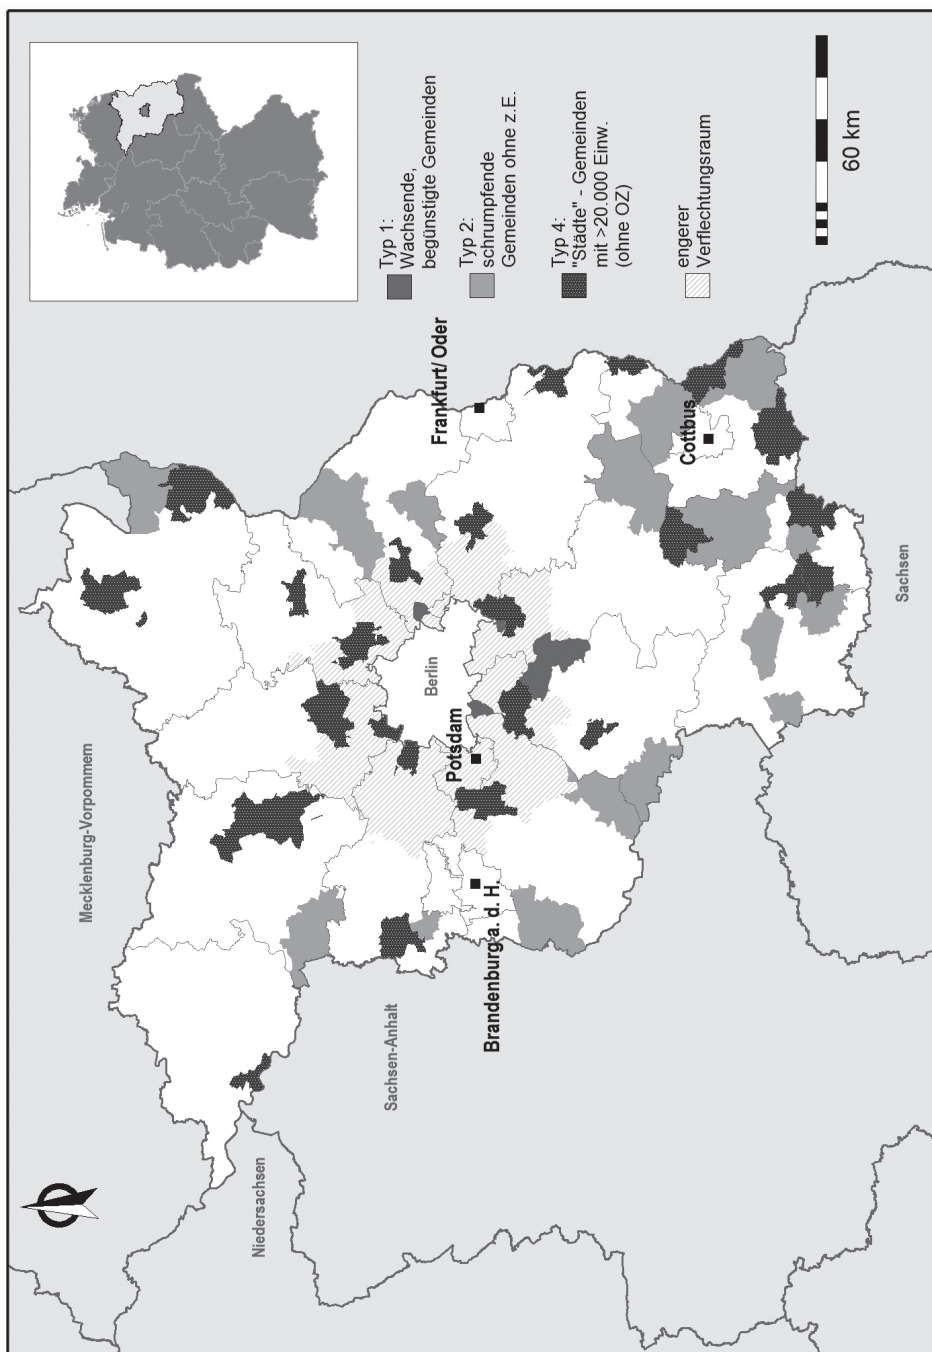 Typ 1:
Wachsende,
begünstigte Gemeinden
Typ 2:
schrumpfende
Gemeinden ohne z.E.
Typ 4:
"Städte" - Gemeinden
mit >20.000 Einw.
(ohne OZ)
engerer
Verflechtungsraum
60 km
Mecklenburg-Vorpommern
Niedersachsen
Sachsen-Anhalt
Sachsen
Berlin
Potsdam
Brandenburg a. d. H.
Frankfurt/ Oder
Cottbus